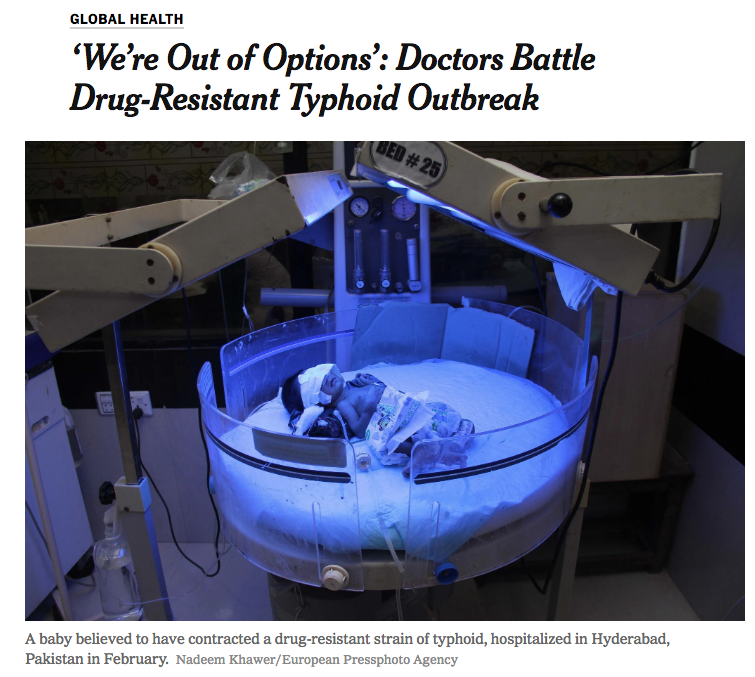 GLOBAL HEALTH
‘We’re Out of Options’: Doctors Battle
Drug-Resistant Typhoid Outbreak
BED # 25
A baby believed to have contracted a drug-resistant strain of typhoid, hospitalized in Hyderabad,
Pakistan in February. Nadeem Khawer/European Pressphoto Agency